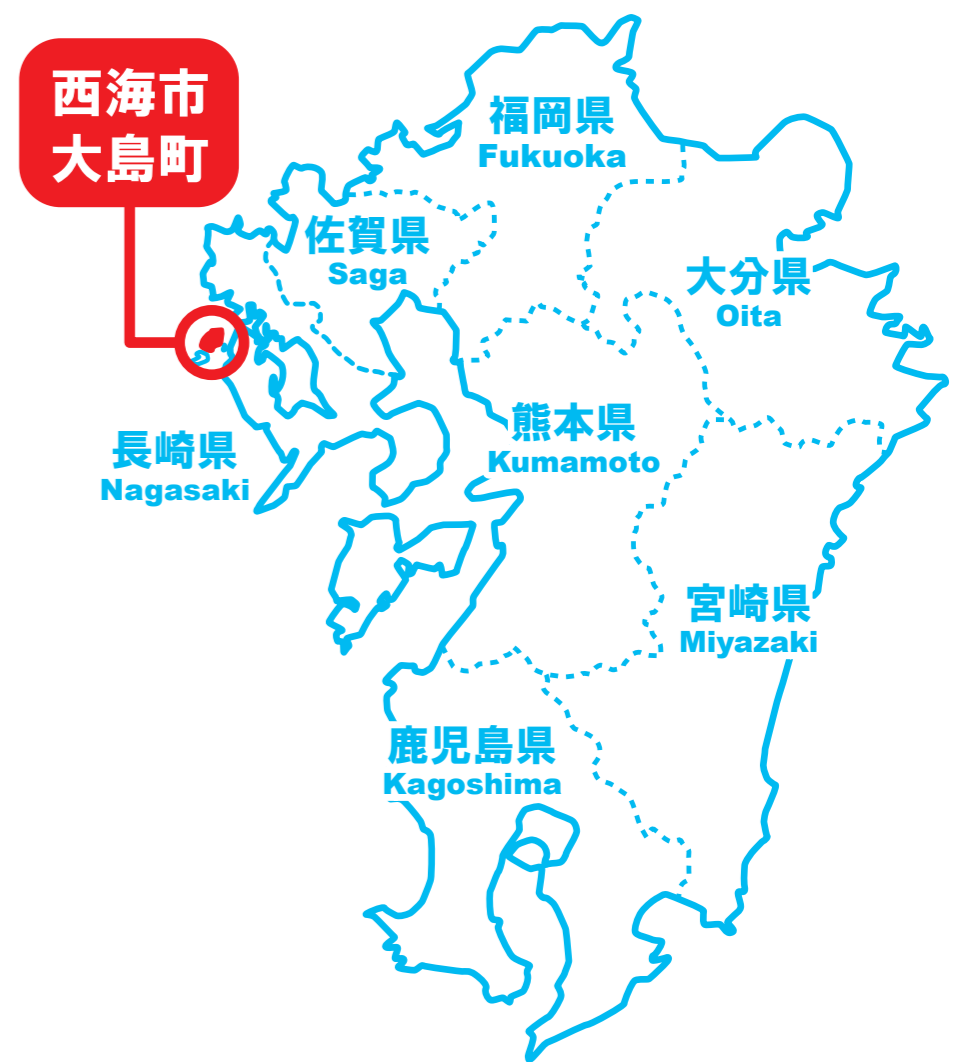 西海市
大島町
福岡県
Fukuoka
佐賀県
Saga
大分県
Oita
熊本県
Kumamoto
長崎県
Nagasaki
宮崎県
Miyazaki
鹿児島県
Kagoshima